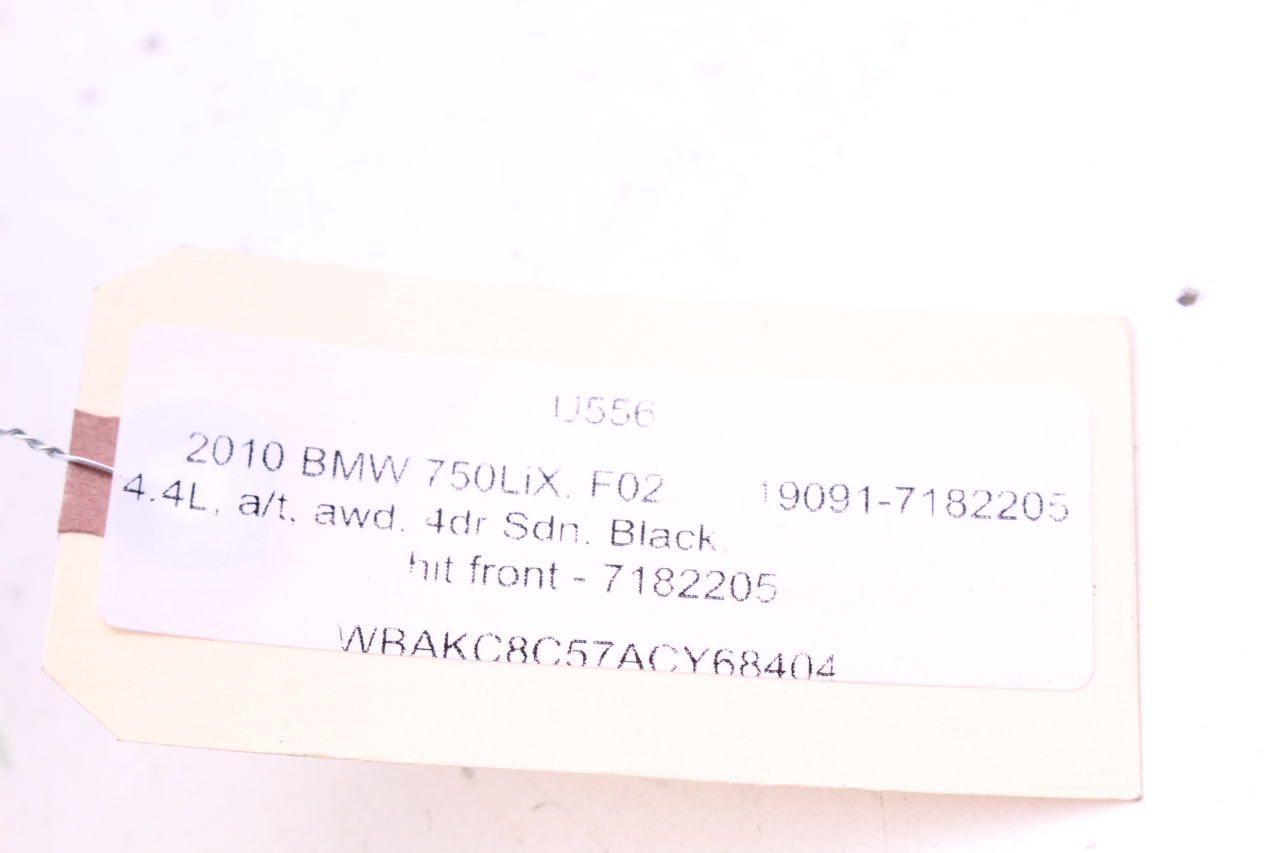 U556
2010 BMW 750LiX. F02. 19091-7182205
4.4L, a/t, awd. 4dr Sdn. Black.
hit front - 7182205
WBAKC8C57ACY68404